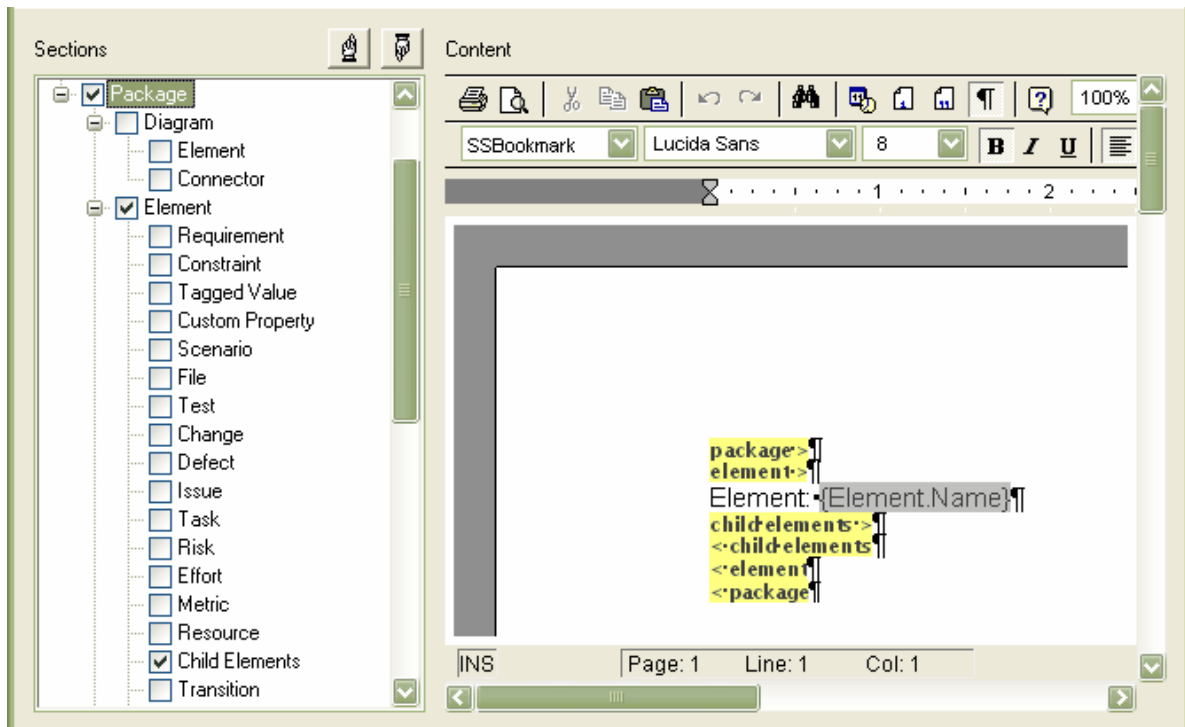 Sections
Package
Diagram
Element
Connector
Element
Requirement
Constraint
Tagged Value
Custom Property
Scenario
File
Test
Change
Defect
Issue
Task
Risk
Effort
Metric
Resource
Child Elements
Transition
Content
100%
SSBookmark Lucida Sans 8 B I U
1 2
package·>¶
element·>¶
Element:·{Element.Name}¶
child·elements·>¶
<·child·elements¶
<·element¶
<·package¶
INS Page: 1 Line: 1 Col: 1